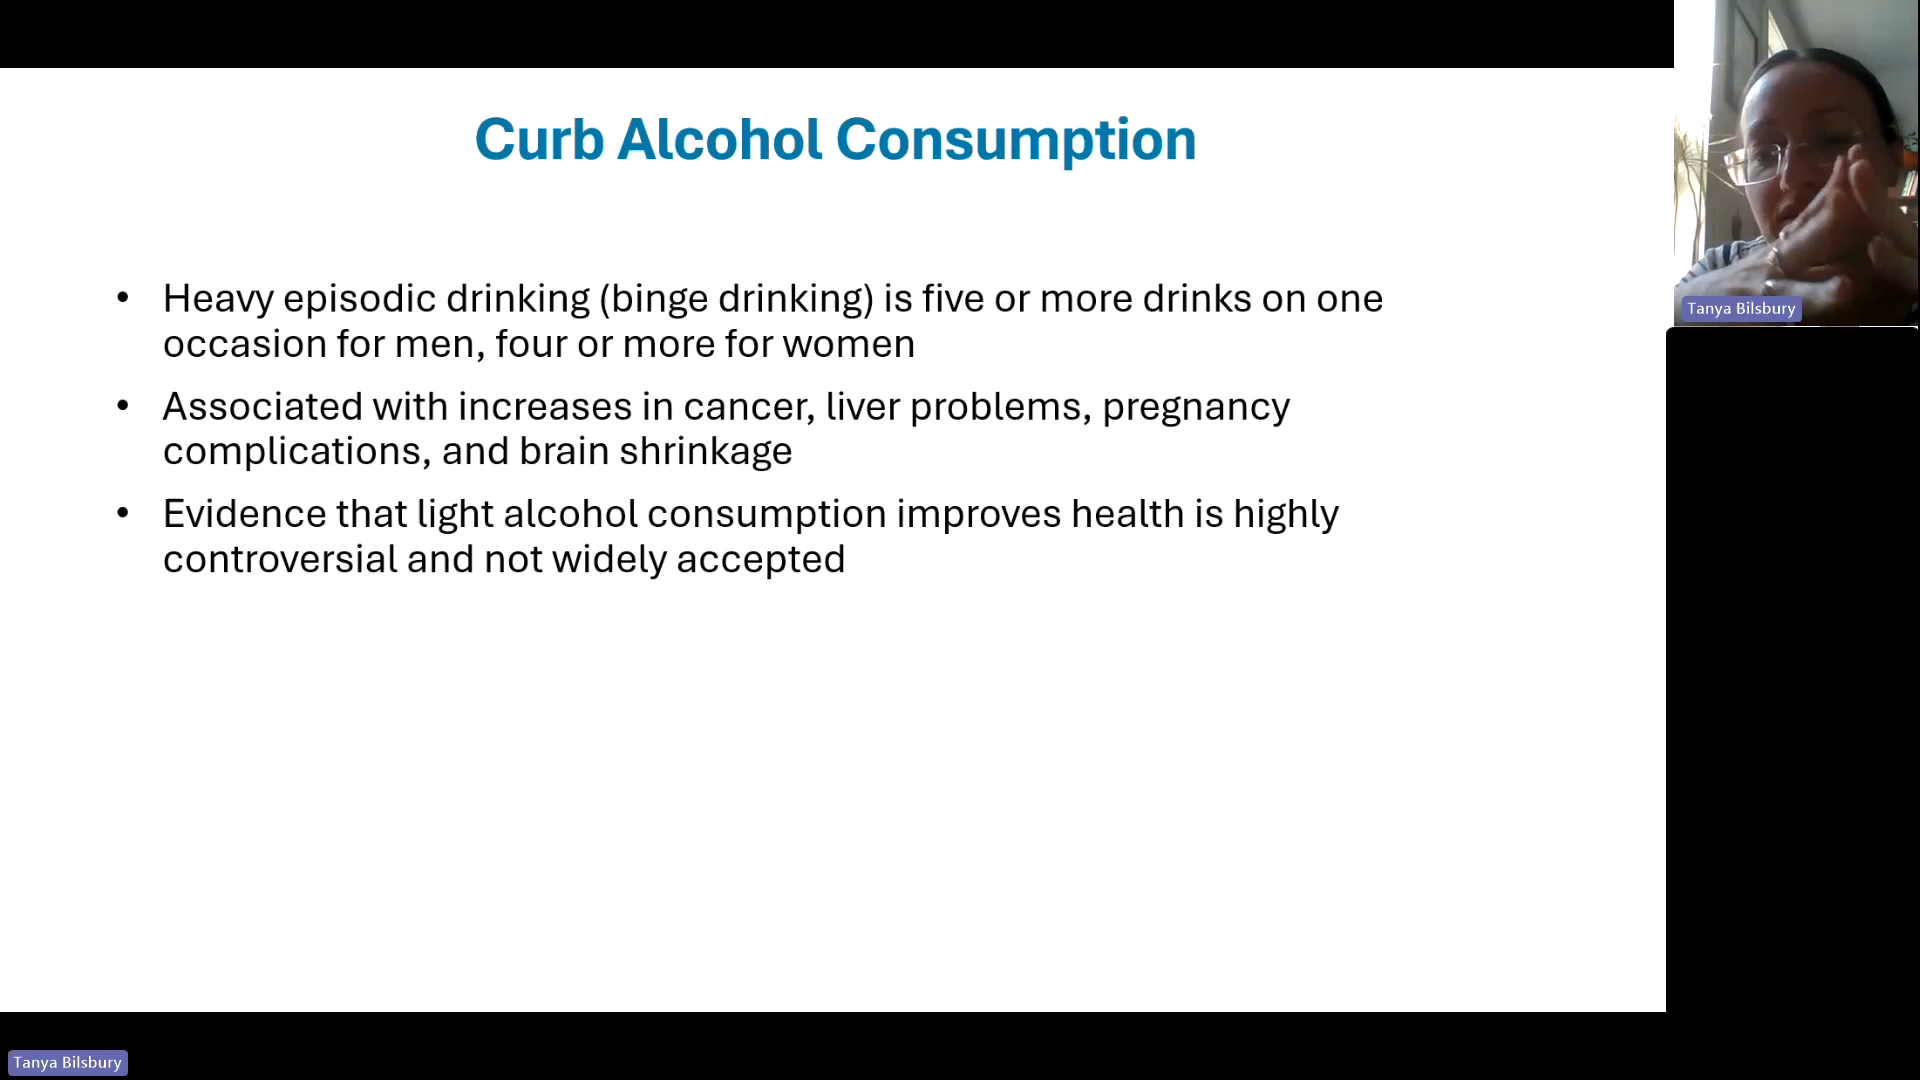 Curb Alcohol Consumption
• Heavy episodic drinking (binge drinking) is five or more drinks on one
occasion for men, four or more for women
• Associated with increases in cancer, liver problems, pregnancy
complications, and brain shrinkage
• Evidence that light alcohol consumption improves health is highly
controversial and not widely accepted
Tanya Bilsbury
Tanya Bilsbury